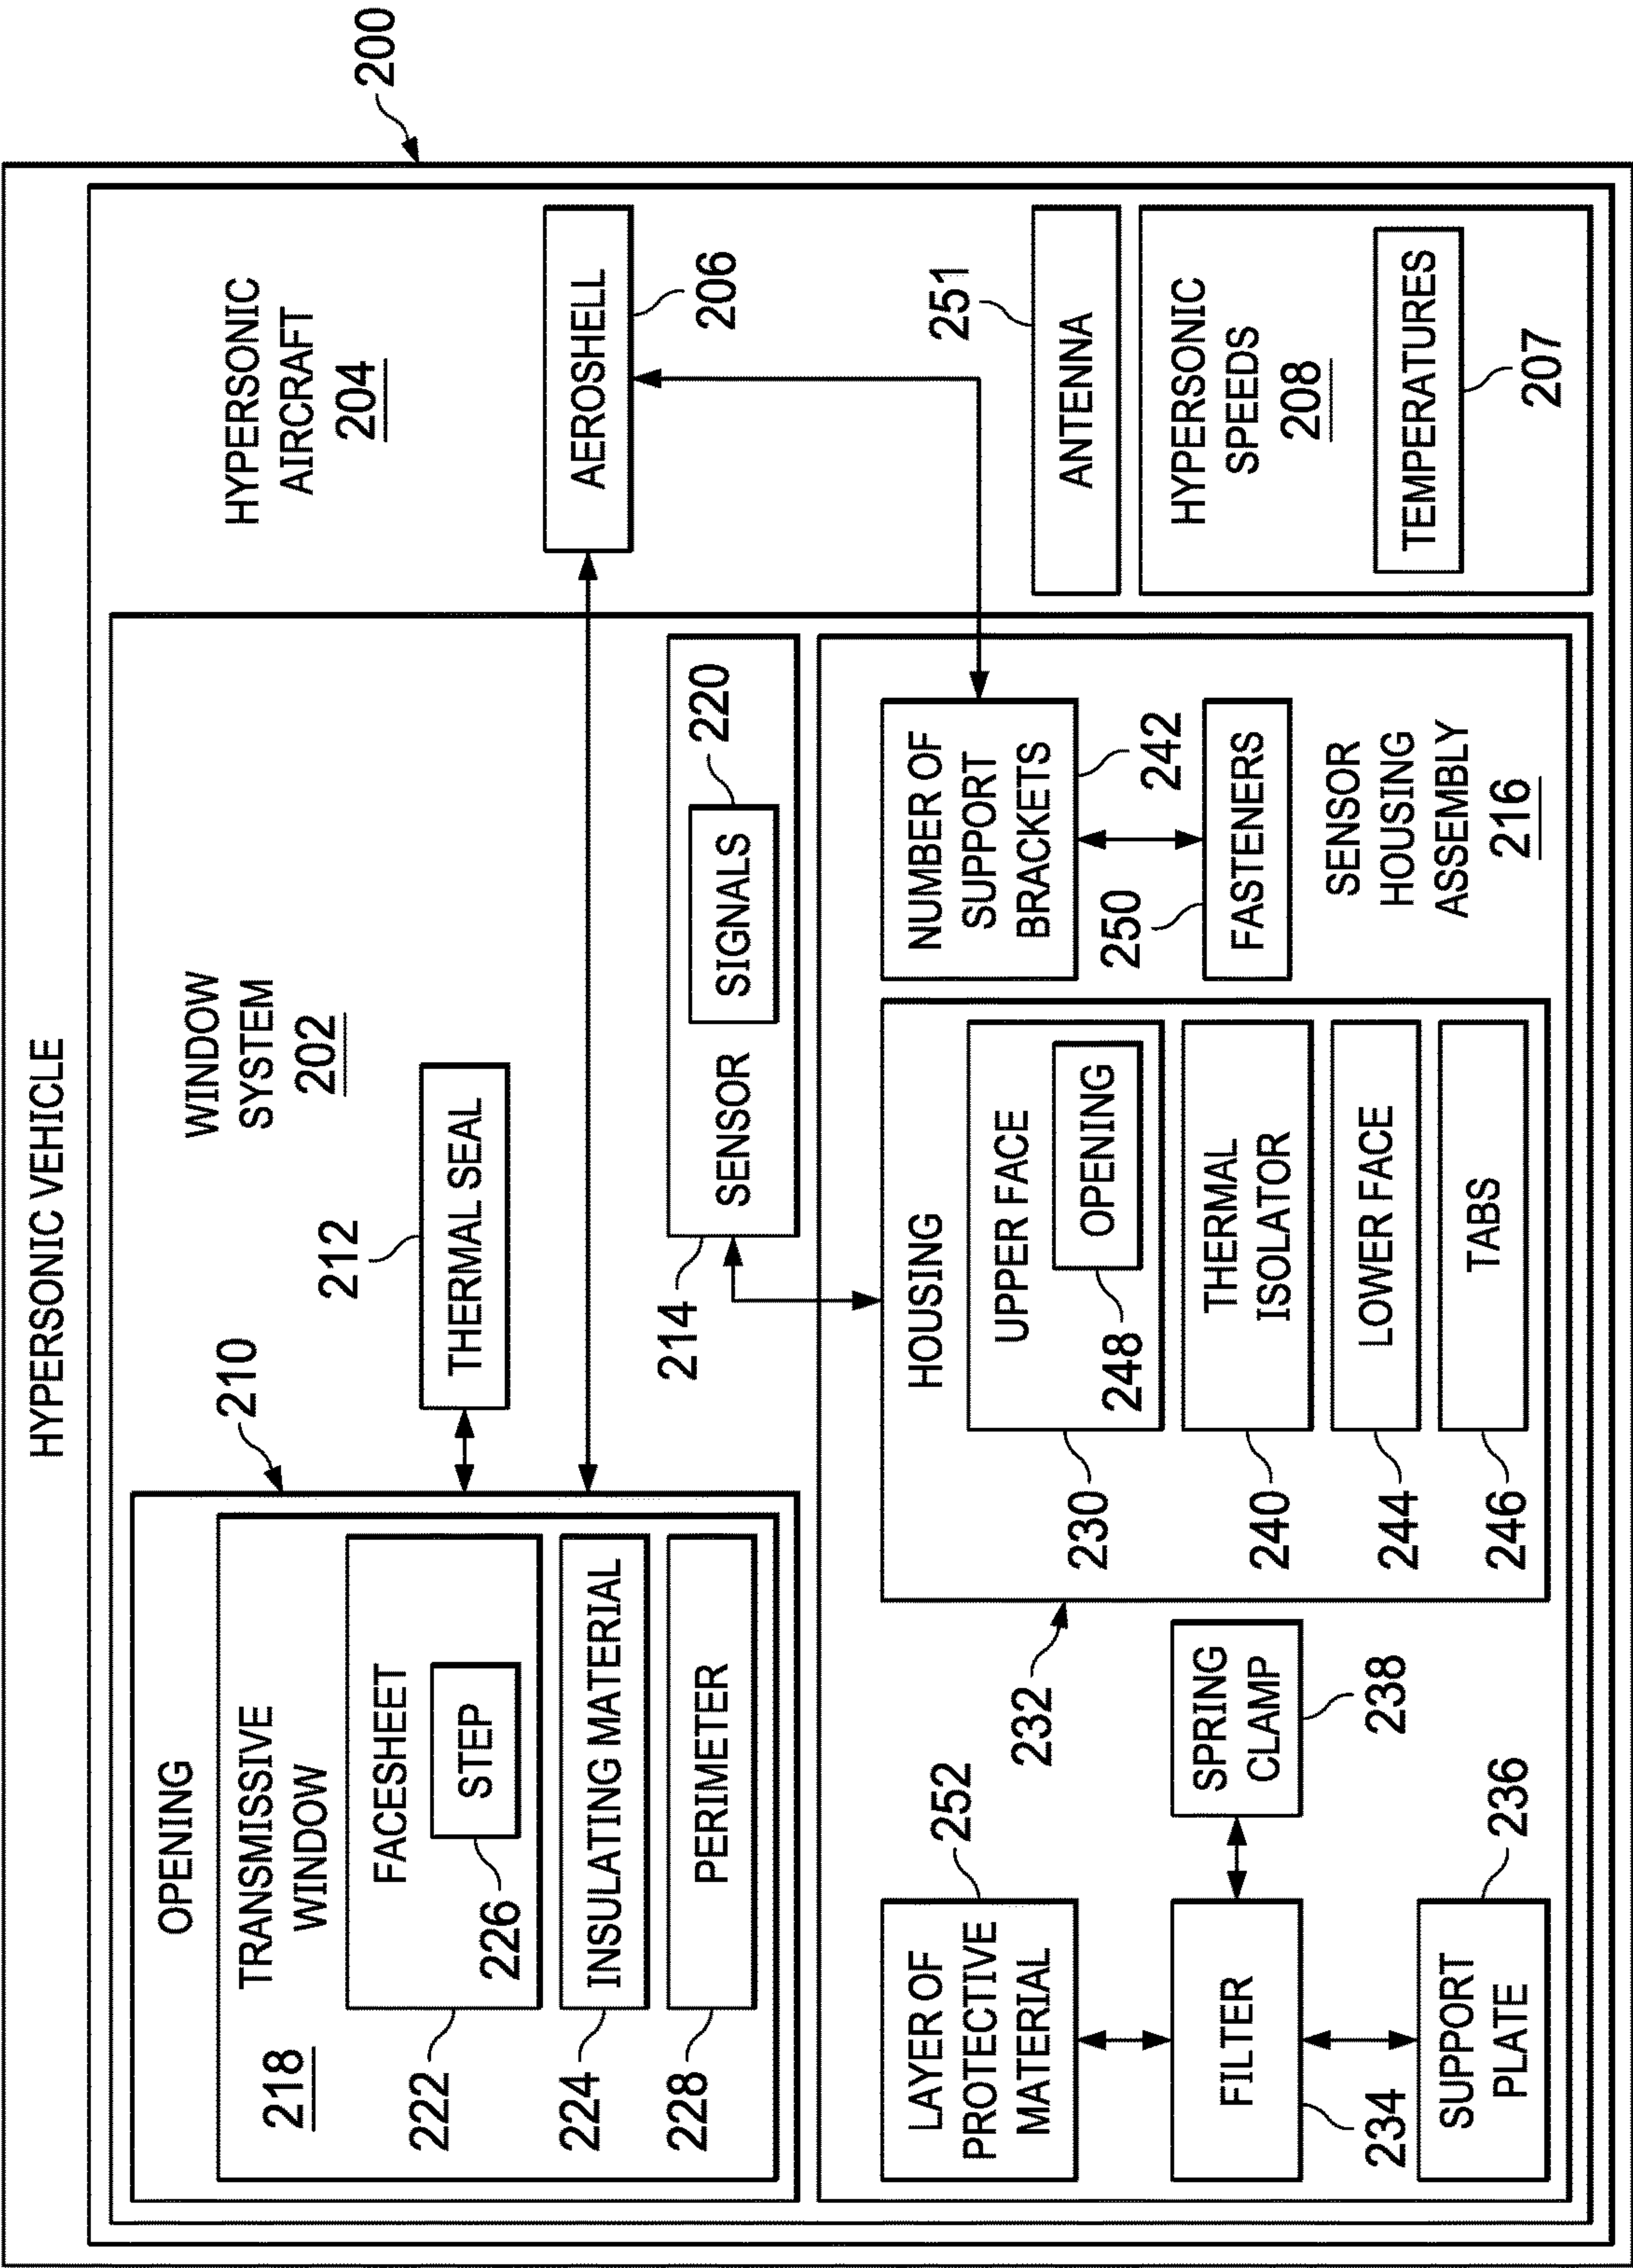 HYPERSONIC VEHICLE
200
HYPERSONIC
AIRCRAFT
204
WINDOW
SYSTEM
202
OPENING
210
TRANSMISSIVE
WINDOW
218
FACESHEET
222
STEP
226
INSULATING MATERIAL
224
PERIMETER
228
212
THERMAL SEAL
AEROSHELL
206
214
SENSOR
SIGNALS
220
LAYER OF
PROTECTIVE
MATERIAL
252
FILTER
234
SPRING
CLAMP
238
SUPPORT
PLATE
236
232
HOUSING
UPPER FACE
230
OPENING
248
THERMAL
ISOLATOR
240
LOWER FACE
244
TABS
246
NUMBER OF
SUPPORT
BRACKETS
242
250
FASTENERS
SENSOR
HOUSING
ASSEMBLY
216
251
ANTENNA
HYPERSONIC
SPEEDS
208
TEMPERATURES
207